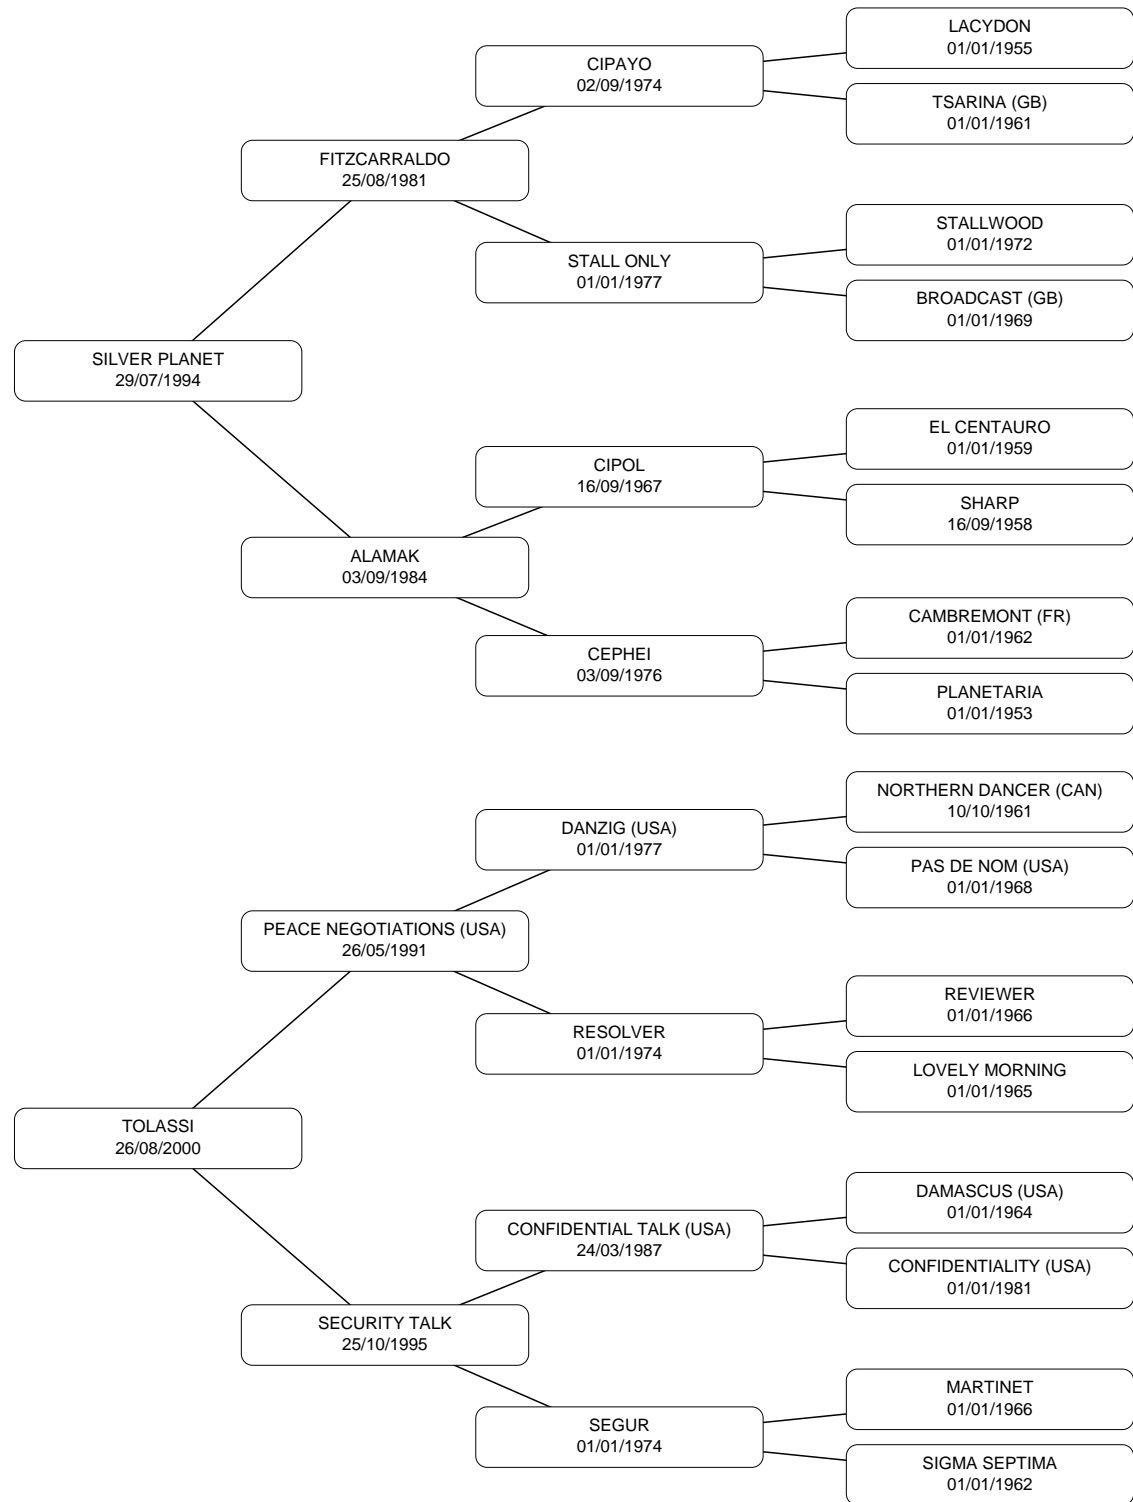 LACYDON
01/01/1955
CIPAYO
02/09/1974
TSARINA (GB)
01/01/1961
FITZCARRALDO
25/08/1981
STALLWOOD
01/01/1972
STALL ONLY
01/01/1977
BROADCAST (GB)
01/01/1969
SILVER PLANET
29/07/1994
EL CENTAURO
01/01/1959
CIPOL
16/09/1967
SHARP
16/09/1958
ALAMAK
03/09/1984
CAMBREMONT (FR)
01/01/1962
CEPHEI
03/09/1976
PLANETARIA
01/01/1953
NORTHERN DANCER (CAN)
10/10/1961
DANZIG (USA)
01/01/1977
PAS DE NOM (USA)
01/01/1968
PEACE NEGOTIATIONS (USA)
26/05/1991
REVIEWER
01/01/1966
RESOLVER
01/01/1974
LOVELY MORNING
01/01/1965
TOLASSI
26/08/2000
DAMASCUS (USA)
01/01/1964
CONFIDENTIAL TALK (USA)
24/03/1987
CONFIDENTIALITY (USA)
01/01/1981
SECURITY TALK
25/10/1995
MARTINET
01/01/1966
SEGUR
01/01/1974
SIGMA SEPTIMA
01/01/1962